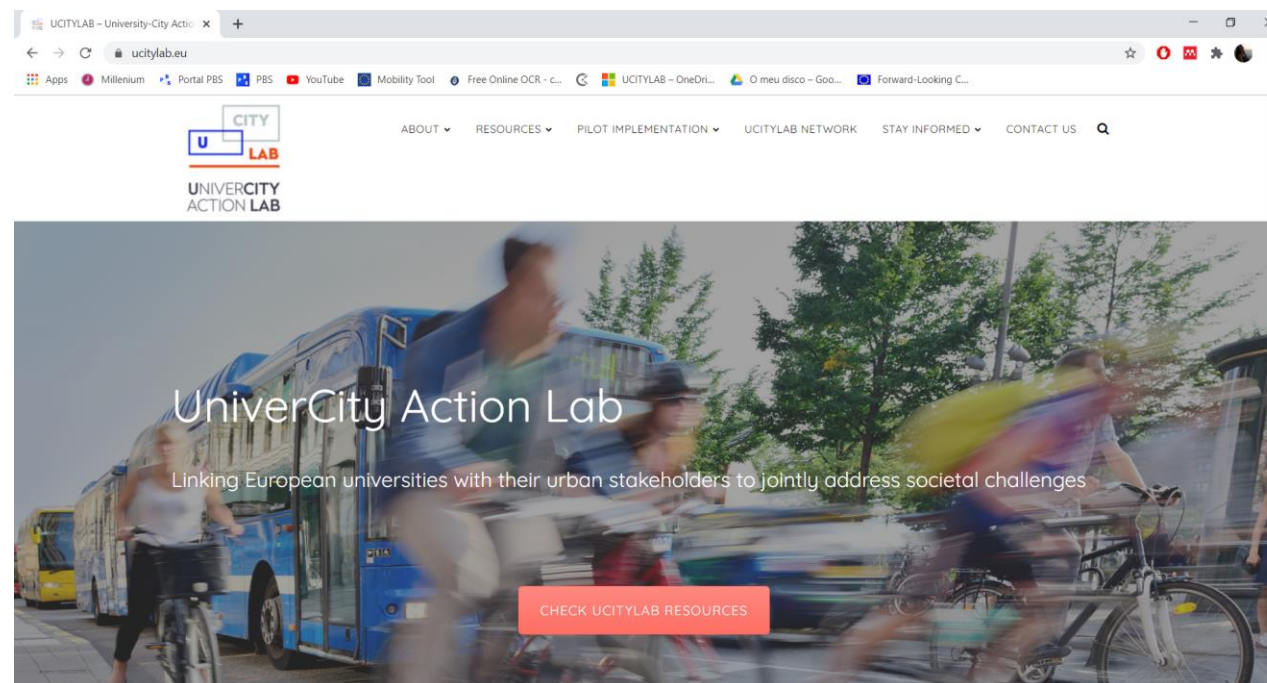 UCITYLAB – University-City Actio
ucitylab.eu
Apps Millenium Portal PBS PBS YouTube Mobility Tool Free Online OCR - c... UCITYLAB – OneDri... O meu disco – Goo... Forward-Looking C...
CITY
U
LAB
UNIVERCITY
ACTION LAB
ABOUT RESOURCES PILOT IMPLEMENTATION UCITYLAB NETWORK STAY INFORMED CONTACT US
UniverCity Action Lab
Linking European universities with their urban stakeholders to jointly address societal challenges
CHECK UCITYLAB RESOURCES